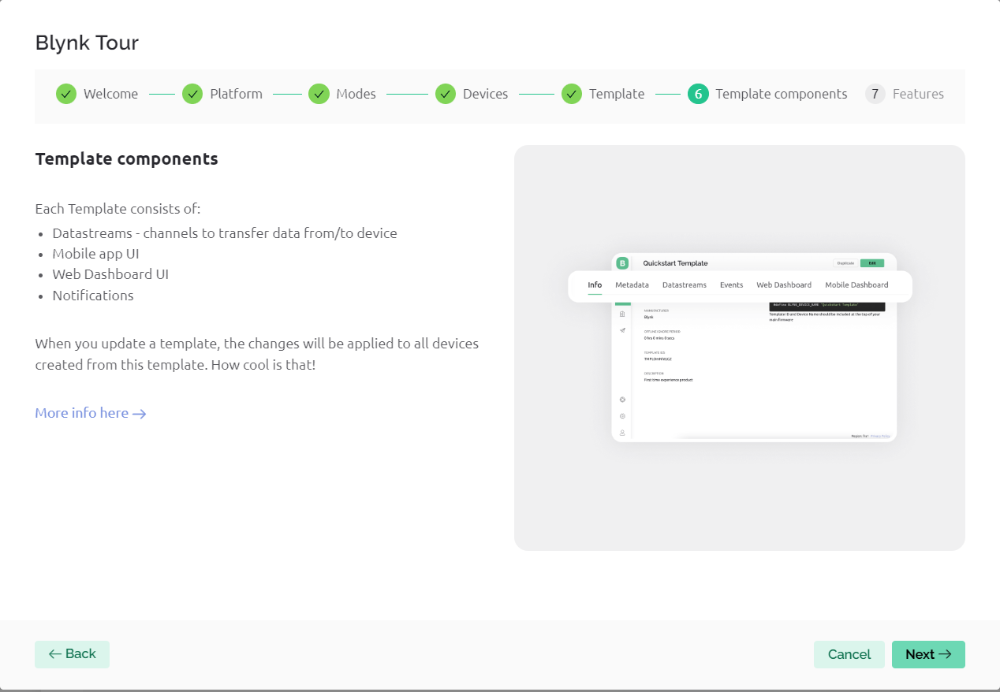 Blynk Tour
Welcome Platform Modes Devices Template 6 Template components 7 Features
Template components
Each Template consists of:
• Datastreams - channels to transfer data from/to device
• Mobile app UI
• Web Dashboard UI
• Notifications
When you update a template, the changes will be applied to all devices
created from this template. How cool is that!
More info here →
B Quickstart Template Duplicate Edit
Info Metadata Datastreams Events Web Dashboard Mobile Dashboard
#define BLYNK_DEVICE_NAME "Quickstart Template"
Template ID and Device Name should be included at the top of your
main firmware
MANUFACTURER
Blynk
OFFLINE IGNORE PERIOD
0 hrs 0 mins 0 secs
TEMPLATE IDS
DESCRIPTION
First time experience product
Privacy Policy
← Back
Cancel Next →